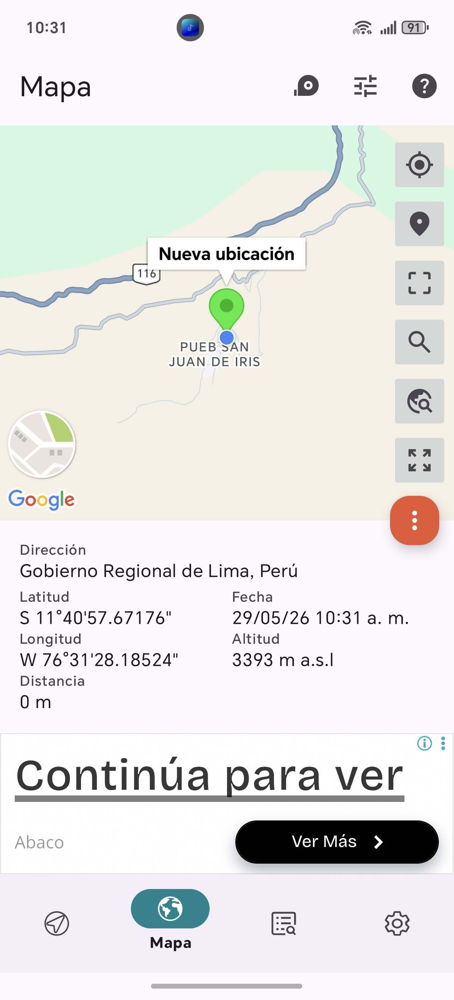 10:31
91
Mapa
Nueva ubicación
116
PUEB SAN
JUAN DE IRIS
Google
Dirección
Gobierno Regional de Lima, Perú
Latitud
S 11°40'57.67176"
Fecha
29/05/26 10:31 a. m.
Longitud
W 76°31'28.18524"
Altitud
3393 m a.s.l
Distancia
0 m
Continúa para ver
Abaco
Ver Más
Mapa